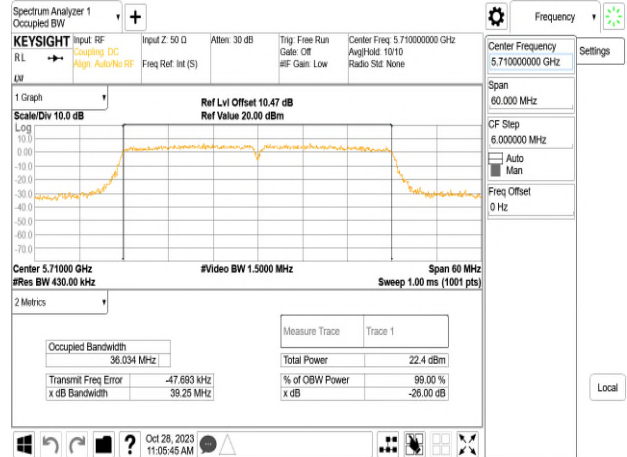 Spectrum Analyzer 1
Occupied BW
Frequency
KEYSIGHT
Input: RF
Input Z: 50 Ω
Atten: 30 dB
Trig: Free Run
Center Freq: 5.710000000 GHz
RL
Coupling: DC
Gate: Off
Avg|Hold: 10/10
Align: Auto/No RF
Freq Ref: Int (S)
#IF Gain: Low
Radio Std: None
Center Frequency
5.710000000 GHz
Settings
Span
60.000 MHz
CF Step
6.000000 MHz
Auto
Man
Freq Offset
0 Hz
Local
1 Graph
Ref Lvl Offset 10.47 dB
Scale/Div 10.0 dB
Ref Value 20.00 dBm
Log
10.0
0.00
-10.0
-20.0
-30.0
-40.0
-50.0
-60.0
-70.0
Center 5.71000 GHz
#Video BW 1.5000 MHz
Span 60 MHz
#Res BW 430.00 kHz
Sweep 1.00 ms (1001 pts)
2 Metrics
Measure Trace
Trace 1
Occupied Bandwidth
36.034 MHz
Total Power
22.4 dBm
Transmit Freq Error
-47.693 kHz
% of OBW Power
99.00 %
x dB Bandwidth
39.25 MHz
x dB
-26.00 dB
?
Oct 28, 2023
11:05:45 AM